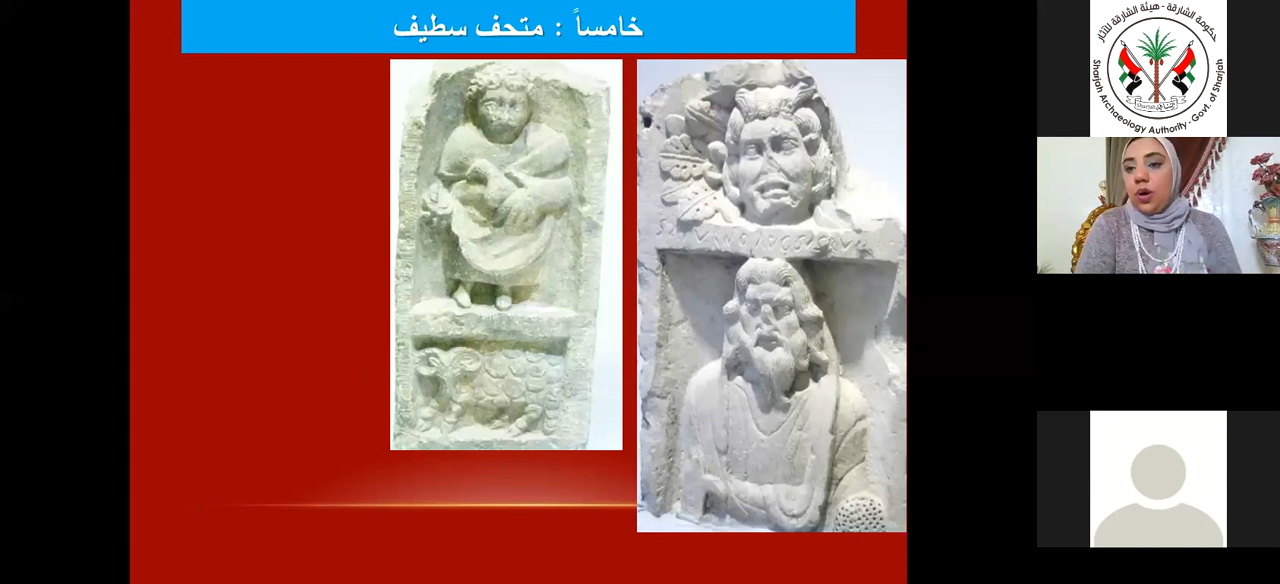 خامساً : متحف سطيف
حكومة الشارقة - هيئة الشارقة للآثار
Sharjah Archaeology Authority - Govt. of Sharjah